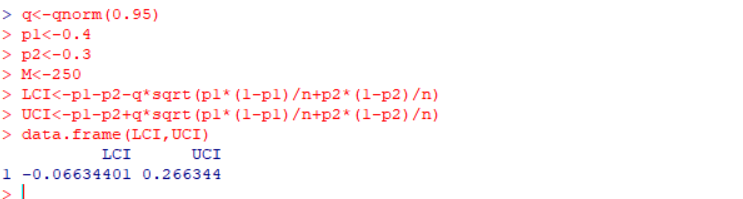 > q<-qnorm(0.95)
> p1<-0.4
> p2<-0.3
> M<-250
> LCI<-p1-p2-q*sqrt(p1*(1-p1)/n+p2*(1-p2)/n)
> UCI<-p1-p2+q*sqrt(p1*(1-p1)/n+p2*(1-p2)/n)
> data.frame(LCI,UCI)
          LCI      UCI
1 -0.06634401 0.266344
>